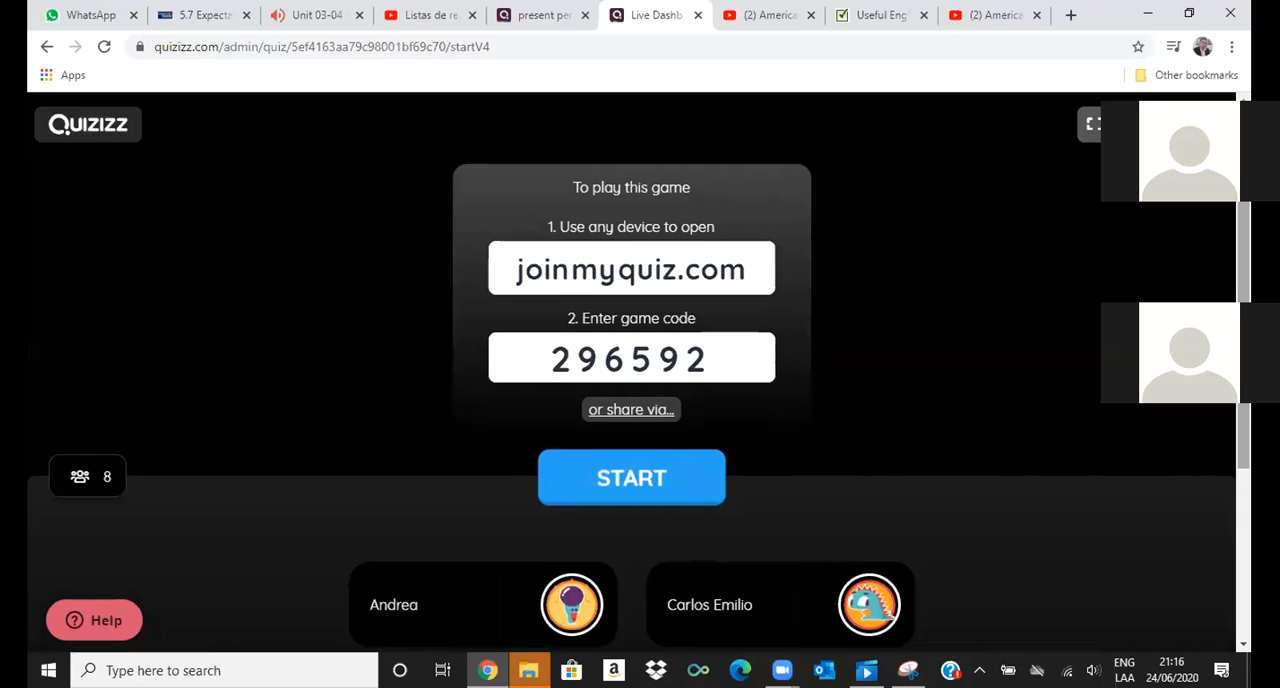 WhatsApp
5.7 Expecta
Unit 03-04
Listas de re
present per
Live Dashb
(2) America
Useful Eng
(2) America
quizizz.com/admin/quiz/5ef4163aa79c98001bf69c70/startV4
Apps
Other bookmarks
QUIZIZZ
To play this game
1. Use any device to open
joinmyquiz.com
2. Enter game code
296592
or share via...
START
8
Andrea
Carlos Emilio
Help
Type here to search
ENG
LAA
21:16
24/06/2020